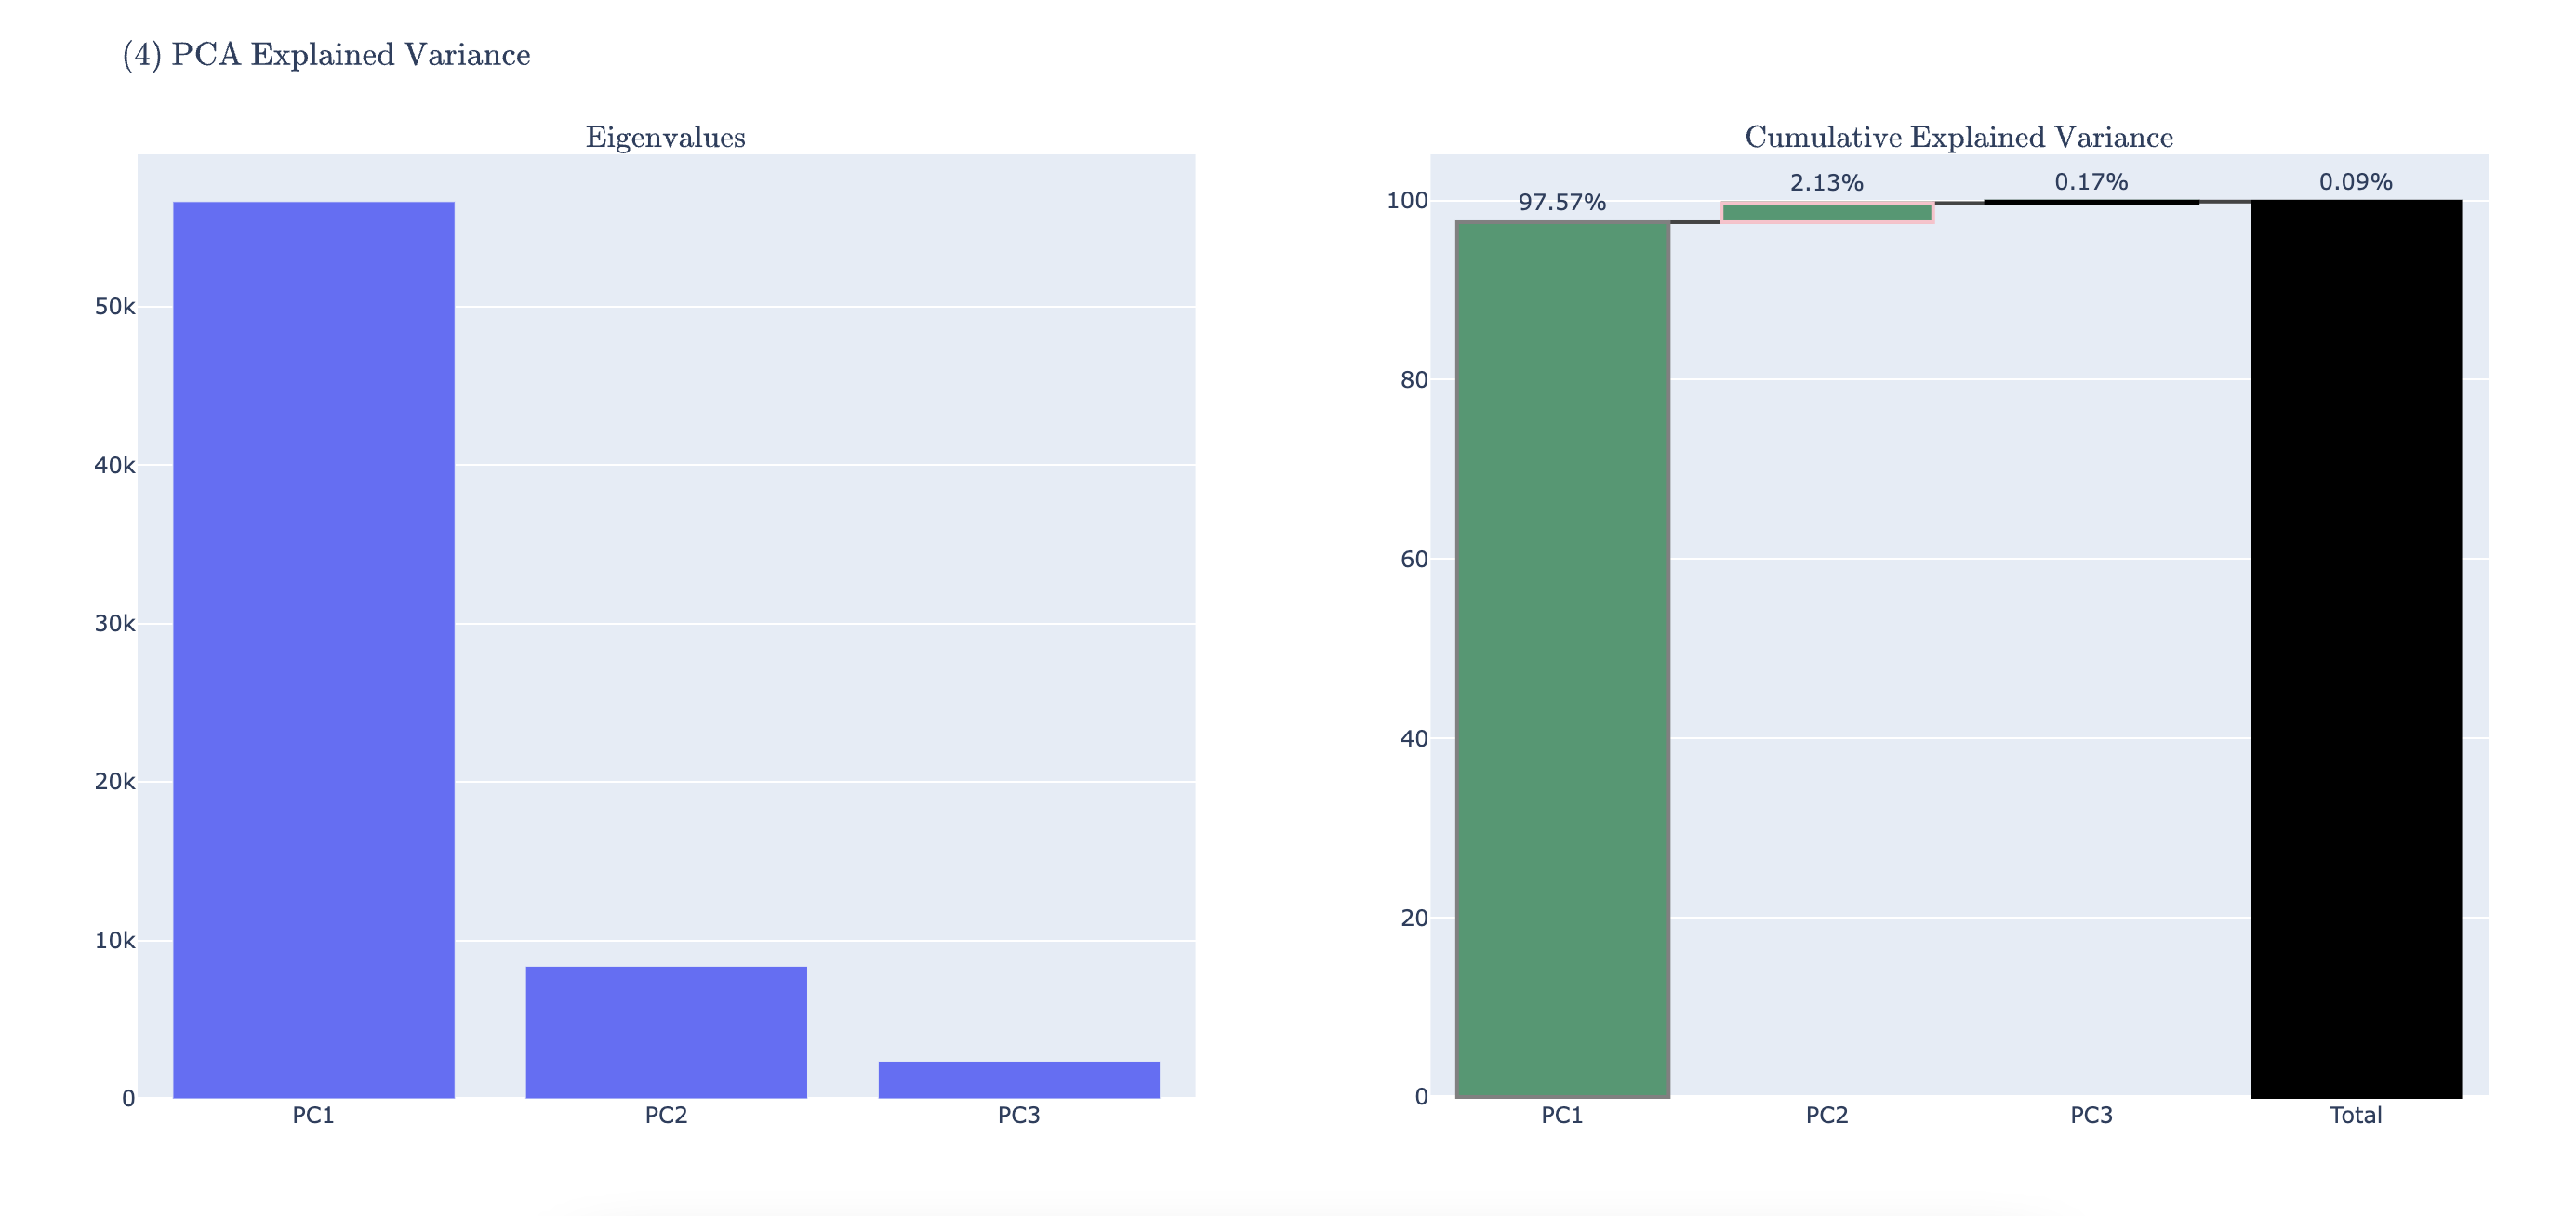 (4) PCA Explained Variance
Eigenvalues
50k
40k
30k
20k
10k
0
PC1 PC2 PC3
Cumulative Explained Variance
97.57% 2.13% 0.17% 0.09%
100
80
60
40
20
0
PC1 PC2 PC3 Total